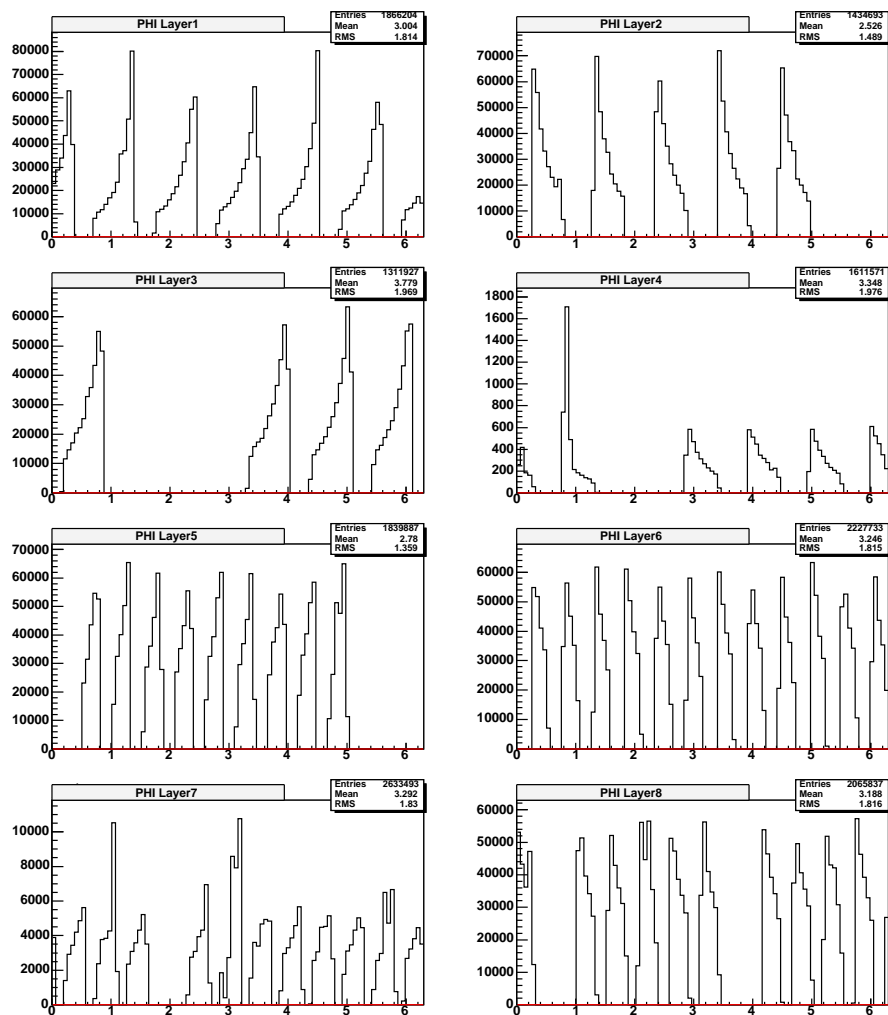 PHI Layer1
Entries 1866204
Mean 3.004
RMS 1.814
80000
70000
60000
50000
40000
30000
20000
10000
0
0 1 2 3 4 5 6
PHI Layer2
Entries 1434693
Mean 2.526
RMS 1.489
70000
60000
50000
40000
30000
20000
10000
0
0 1 2 3 4 5 6
PHI Layer3
Entries 1311927
Mean 3.779
RMS 1.969
60000
50000
40000
30000
20000
10000
0
0 1 2 3 4 5 6
PHI Layer4
Entries 1611571
Mean 3.348
RMS 1.976
1800
1600
1400
1200
1000
800
600
400
200
0
0 1 2 3 4 5 6
PHI Layer5
Entries 1839887
Mean 2.78
RMS 1.359
70000
60000
50000
40000
30000
20000
10000
0
0 1 2 3 4 5 6
PHI Layer6
Entries 2227733
Mean 3.246
RMS 1.815
60000
50000
40000
30000
20000
10000
0
0 1 2 3 4 5 6
PHI Layer7
Entries 2633493
Mean 3.292
RMS 1.83
10000
8000
6000
4000
2000
0
0 1 2 3 4 5 6
PHI Layer8
Entries 2065837
Mean 3.188
RMS 1.816
60000
50000
40000
30000
20000
10000
0
0 1 2 3 4 5 6